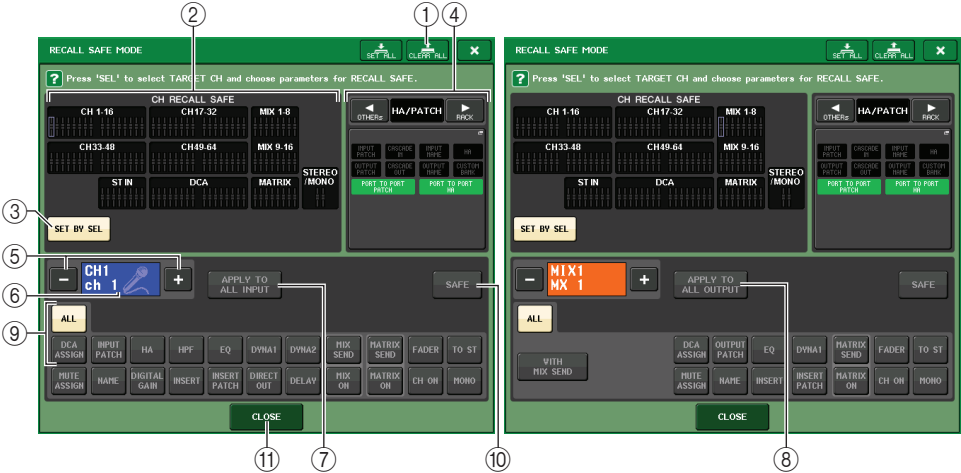 ② ① ④
RECALL SAFE MODE SET ALL CLEAR ALL ×
? Press 'SEL' to select TARGET CH and choose parameters for RECALL SAFE.
CH RECALL SAFE
CH 1-16 CH17-32 MIX 1-8
CH33-48 CH49-64 MIX 9-16
STEREO /MONO
ST IN DCA MATRIX
OTHERs HA/PATCH RACK
INPUT PATCH CASCADE IN INPUT NAME HA
OUTPUT PATCH CASCADE OUT OUTPUT NAME CUSTOM BANK
PORT TO PORT PATCH PORT TO PORT HA
③ SET BY SEL
⑤ − CH1 ch 1 +
⑥
APPLY TO ALL INPUT SAFE
⑨ ALL
DCA ASSIGN INPUT PATCH HA HPF EQ DYNA1 DYNA2 MIX SEND MATRIX SEND FADER TO ST
MUTE ASSIGN NAME DIGITAL GAIN INSERT INSERT PATCH DIRECT OUT DELAY MIX ON MATRIX ON CH ON MONO
CLOSE
⑪ ⑦ ⑩
RECALL SAFE MODE SET ALL CLEAR ALL ×
? Press 'SEL' to select TARGET CH and choose parameters for RECALL SAFE.
CH RECALL SAFE
CH 1-16 CH17-32 MIX 1-8
CH33-48 CH49-64 MIX 9-16
STEREO /MONO
ST IN DCA MATRIX
OTHERs HA/PATCH RACK
INPUT PATCH CASCADE IN INPUT NAME HA
OUTPUT PATCH CASCADE OUT OUTPUT NAME CUSTOM BANK
PORT TO PORT PATCH PORT TO PORT HA
SET BY SEL
− MIX1 MX 1 +
APPLY TO ALL OUTPUT SAFE
ALL
WITH MIX SEND
DCA ASSIGN OUTPUT PATCH EQ DYNA1 MATRIX SEND FADER TO ST
MUTE ASSIGN NAME INSERT INSERT PATCH MATRIX ON CH ON MONO
CLOSE
⑧